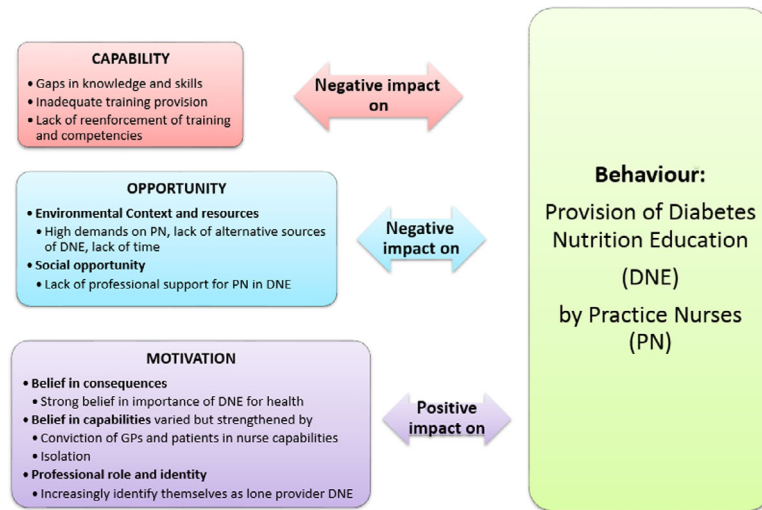 CAPABILITY
• Gaps in knowledge and skills
• Inadequate training provision
• Lack of reenforcement of training
and competencies
Negative impact
on
OPPORTUNITY
• Environmental Context and resources
• High demands on PN, lack of alternative sources
of DNE, lack of time
• Social opportunity
• Lack of professional support for PN in DNE
Negative
impact on
MOTIVATION
• Belief in consequences
• Strong belief in importance of DNE for health
• Belief in capabilities varied but strengthened by
• Conviction of GPs and patients in nurse capabilities
• Isolation
• Professional role and identity
• Increasingly identify themselves as lone provider DNE
Positive
impact on
Behaviour:
Provision of Diabetes
Nutrition Education
(DNE)
by Practice Nurses
(PN)